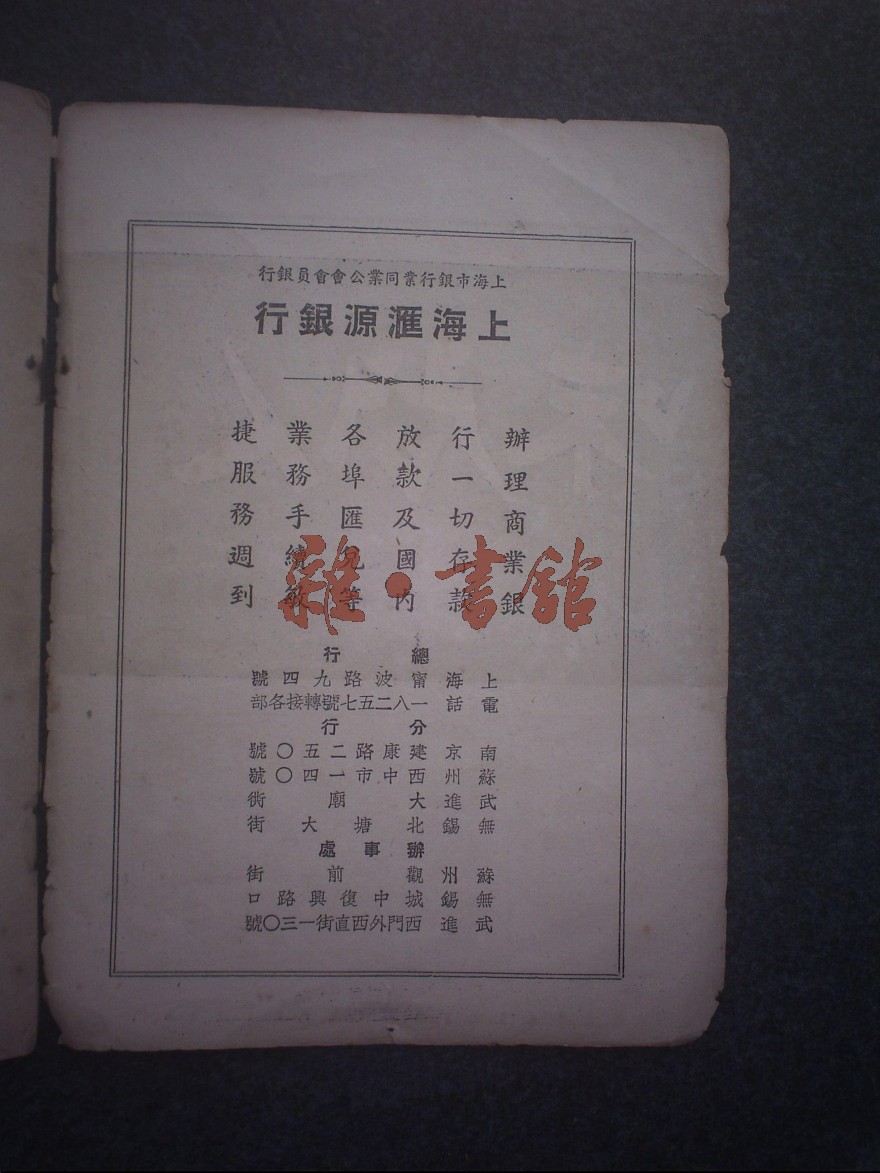 上海市銀行業同業公會會員銀行
上海滙源銀行
辦理商業銀
行一切存款
放款及國內
各埠匯兌等
業務手續敏
捷服務週到
總行
上海 甯波路九四號
電話 一八二五七號轉接各部
分行
南京 建康路二五〇號
蘇州 西中市一四〇號
武進 大廟衖
無錫 北塘大街
辦事處
蘇州 觀前街
無錫 城中復興路口
武進 西門外西直街一三〇號
雜·書館